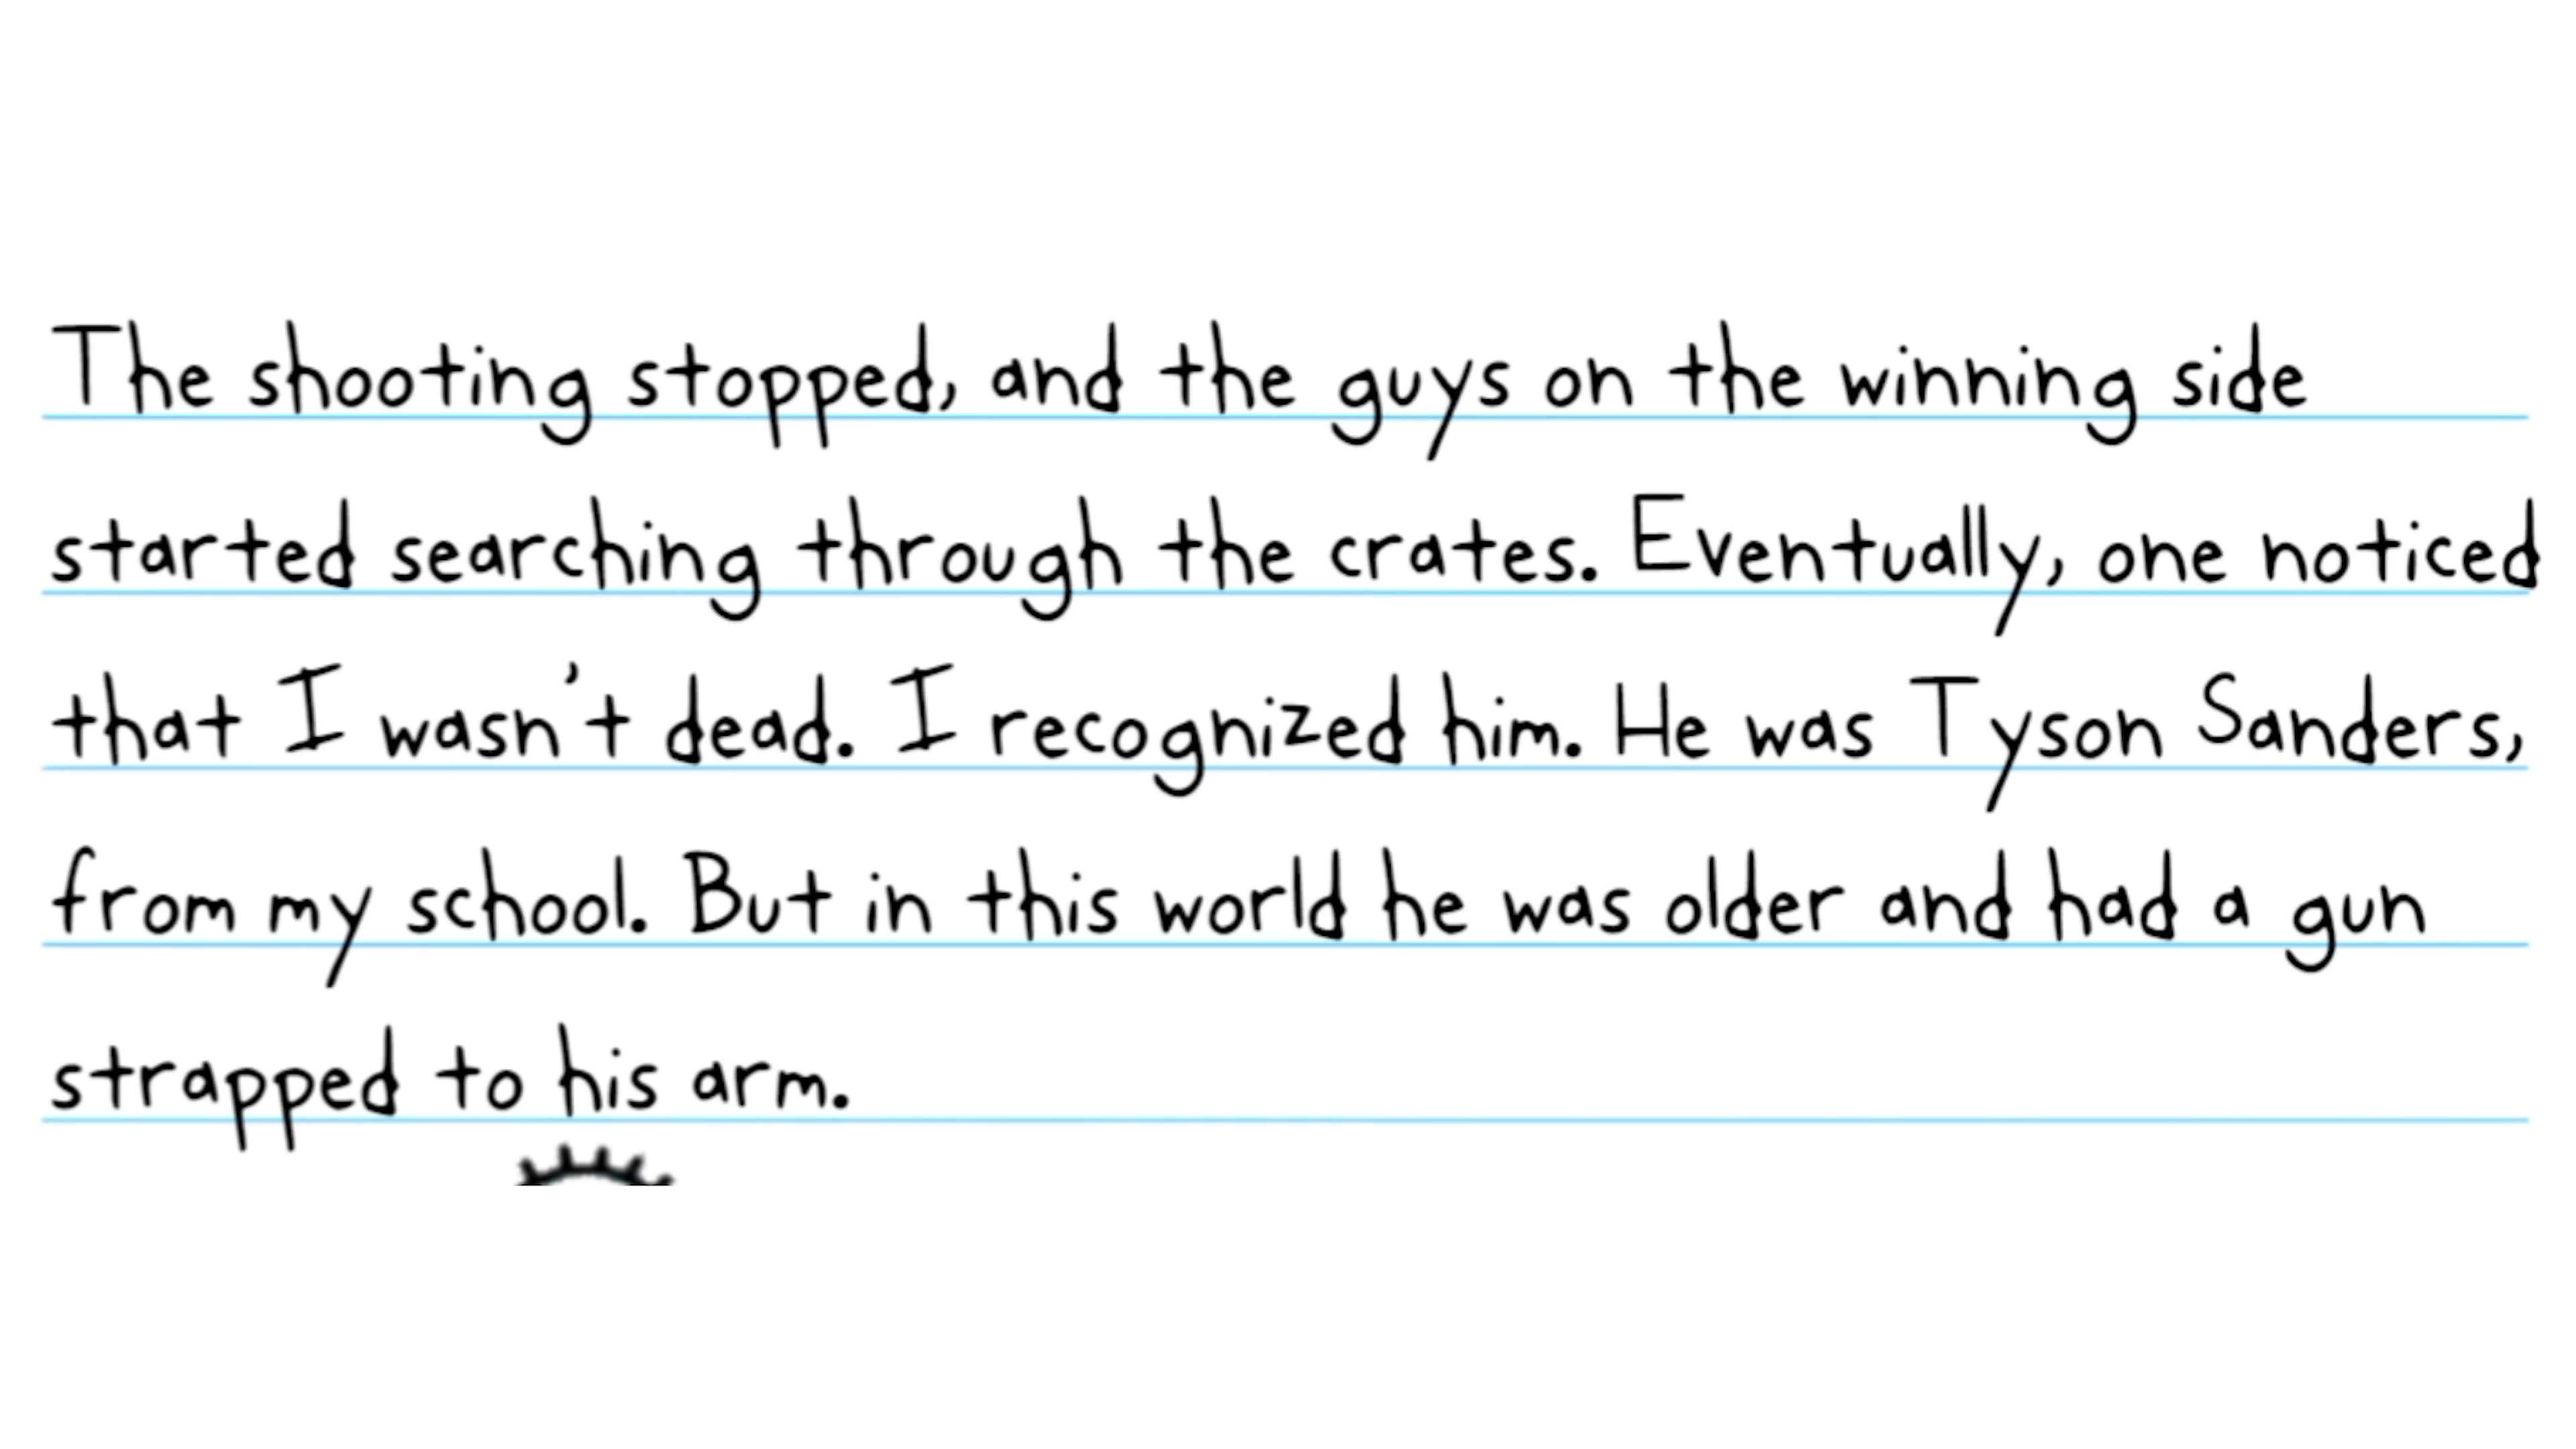 The shooting stopped, and the guys on the winning side
started searching through the crates. Eventually, one noticed
that I wasn't dead. I recognized him. He was Tyson Sanders,
from my school. But in this world he was older and had a gun
strapped to his arm.